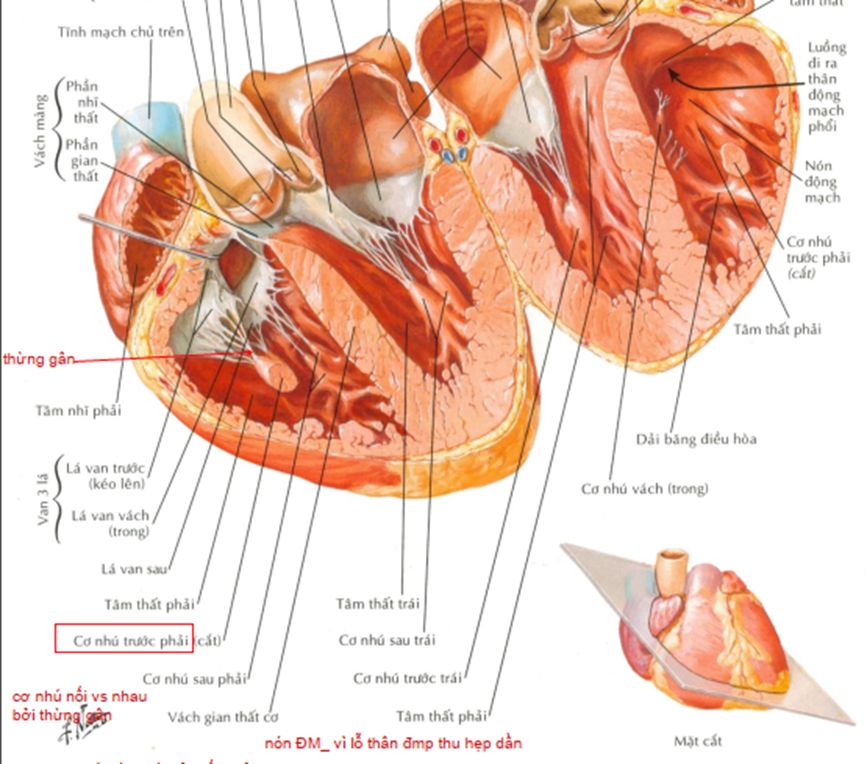 tâm thất
Tĩnh mạch chủ trên
Luồng
đi ra
thân
động
mạch
phổi
Vách màng
Phần
nhĩ
thất
Phần
gian
thất
Nón
động
mạch
Cơ nhú
trước phải
(cắt)
Tâm thất phải
thừng gân
Tâm nhĩ phải
Dải băng điều hòa
Van 3 lá
Lá van trước
(kéo lên)
Lá van vách
(trong)
Cơ nhú vách (trong)
Lá van sau
Tâm thất phải
Tâm thất trái
Cơ nhú trước phải (cắt)
Cơ nhú sau trái
Cơ nhú sau phải
Cơ nhú trước trái
cơ nhú nối vs nhau
bởi thừng gân
Vách gian thất cơ
Tâm thất phải
nón ĐM_ vì lỗ thân đmp thu hẹp dần
Mặt cắt